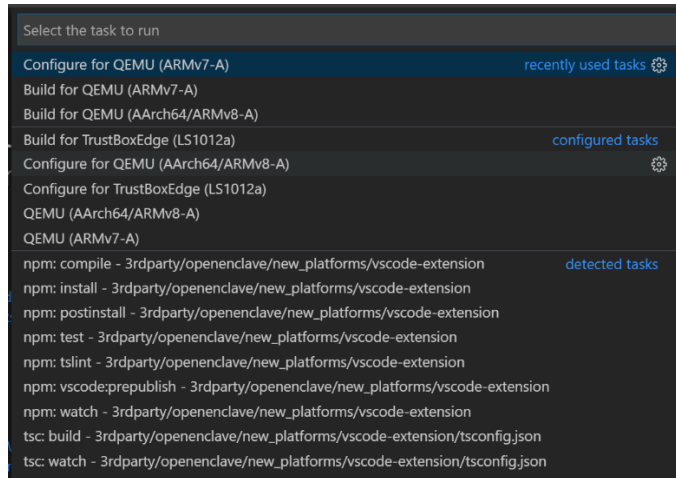 Select the task to run
Configure for QEMU (ARMv7-A) recently used tasks
Build for QEMU (ARMv7-A)
Build for QEMU (AArch64/ARMv8-A)
Build for TrustBoxEdge (LS1012a) configured tasks
Configure for QEMU (AArch64/ARMv8-A)
Configure for TrustBoxEdge (LS1012a)
QEMU (AArch64/ARMv8-A)
QEMU (ARMv7-A)
npm: compile - 3rdparty/openenclave/new_platforms/vscode-extension detected tasks
npm: install - 3rdparty/openenclave/new_platforms/vscode-extension
npm: postinstall - 3rdparty/openenclave/new_platforms/vscode-extension
npm: test - 3rdparty/openenclave/new_platforms/vscode-extension
npm: tslint - 3rdparty/openenclave/new_platforms/vscode-extension
npm: vscode:prepublish - 3rdparty/openenclave/new_platforms/vscode-extension
npm: watch - 3rdparty/openenclave/new_platforms/vscode-extension
tsc: build - 3rdparty/openenclave/new_platforms/vscode-extension/tsconfig.json
tsc: watch - 3rdparty/openenclave/new_platforms/vscode-extension/tsconfig.json